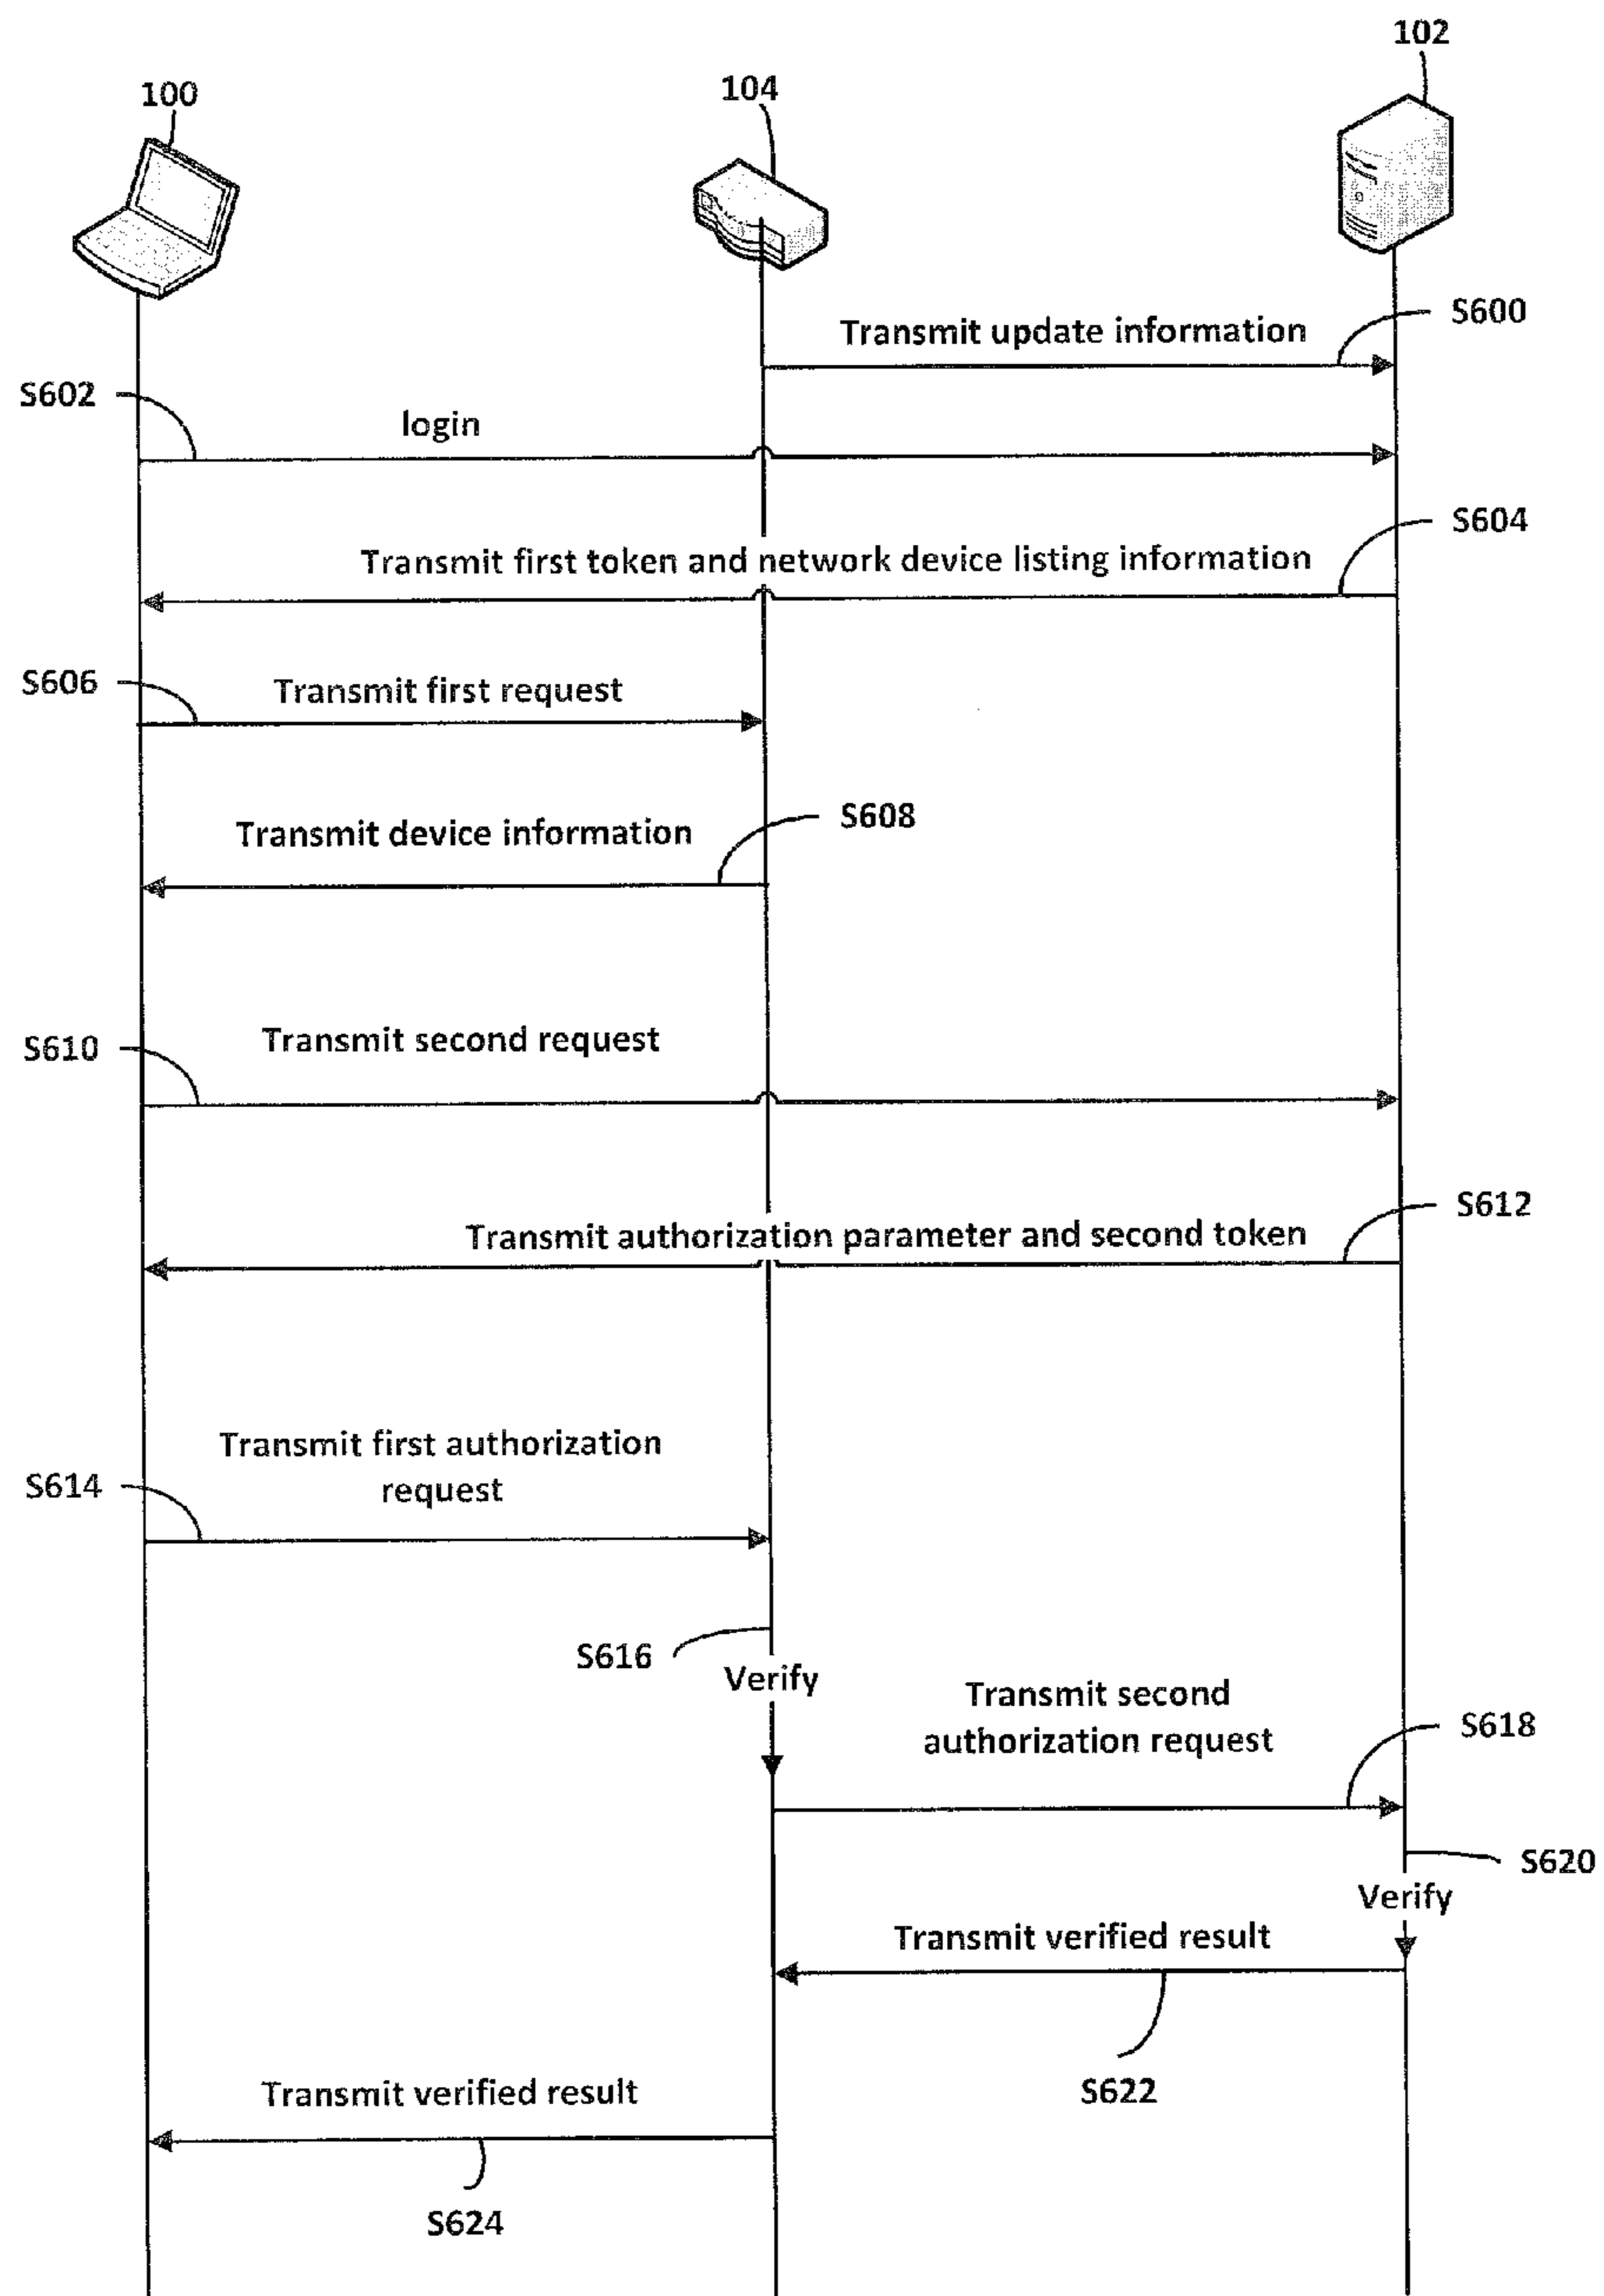 102
104
100
S600
Transmit update information
S602
login
S604
Transmit first token and network device listing information
S606
Transmit first request
S608
Transmit device information
S610
Transmit second request
S612
Transmit authorization parameter and second token
Transmit first authorization
request
S614
S616
Verify
Transmit second
authorization request
S618
S620
Verify
Transmit verified result
S622
Transmit verified result
S624